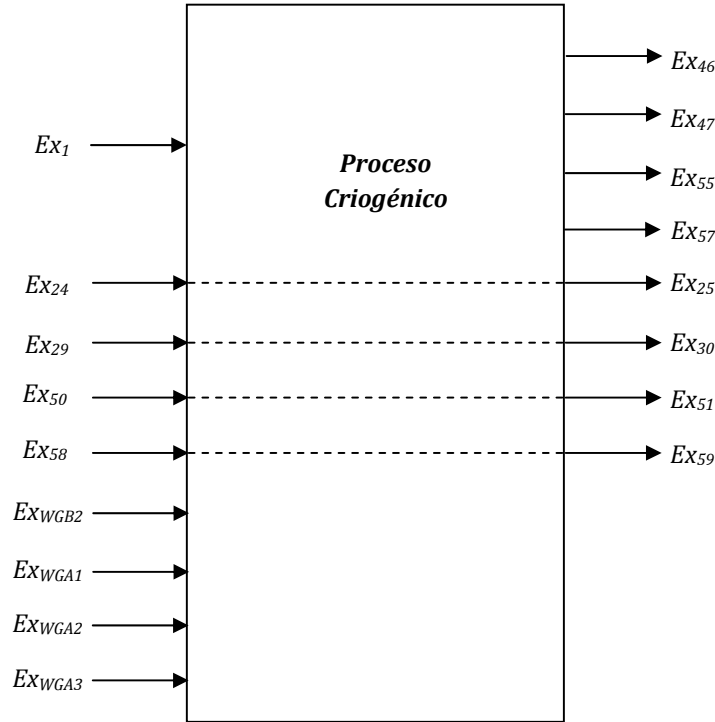 Ex46
Ex47
Ex1
Proceso
Criogénico
Ex55
Ex57
Ex24
Ex25
Ex29
Ex30
Ex50
Ex51
Ex58
Ex59
ExWGB2
ExWGA1
ExWGA2
ExWGA3